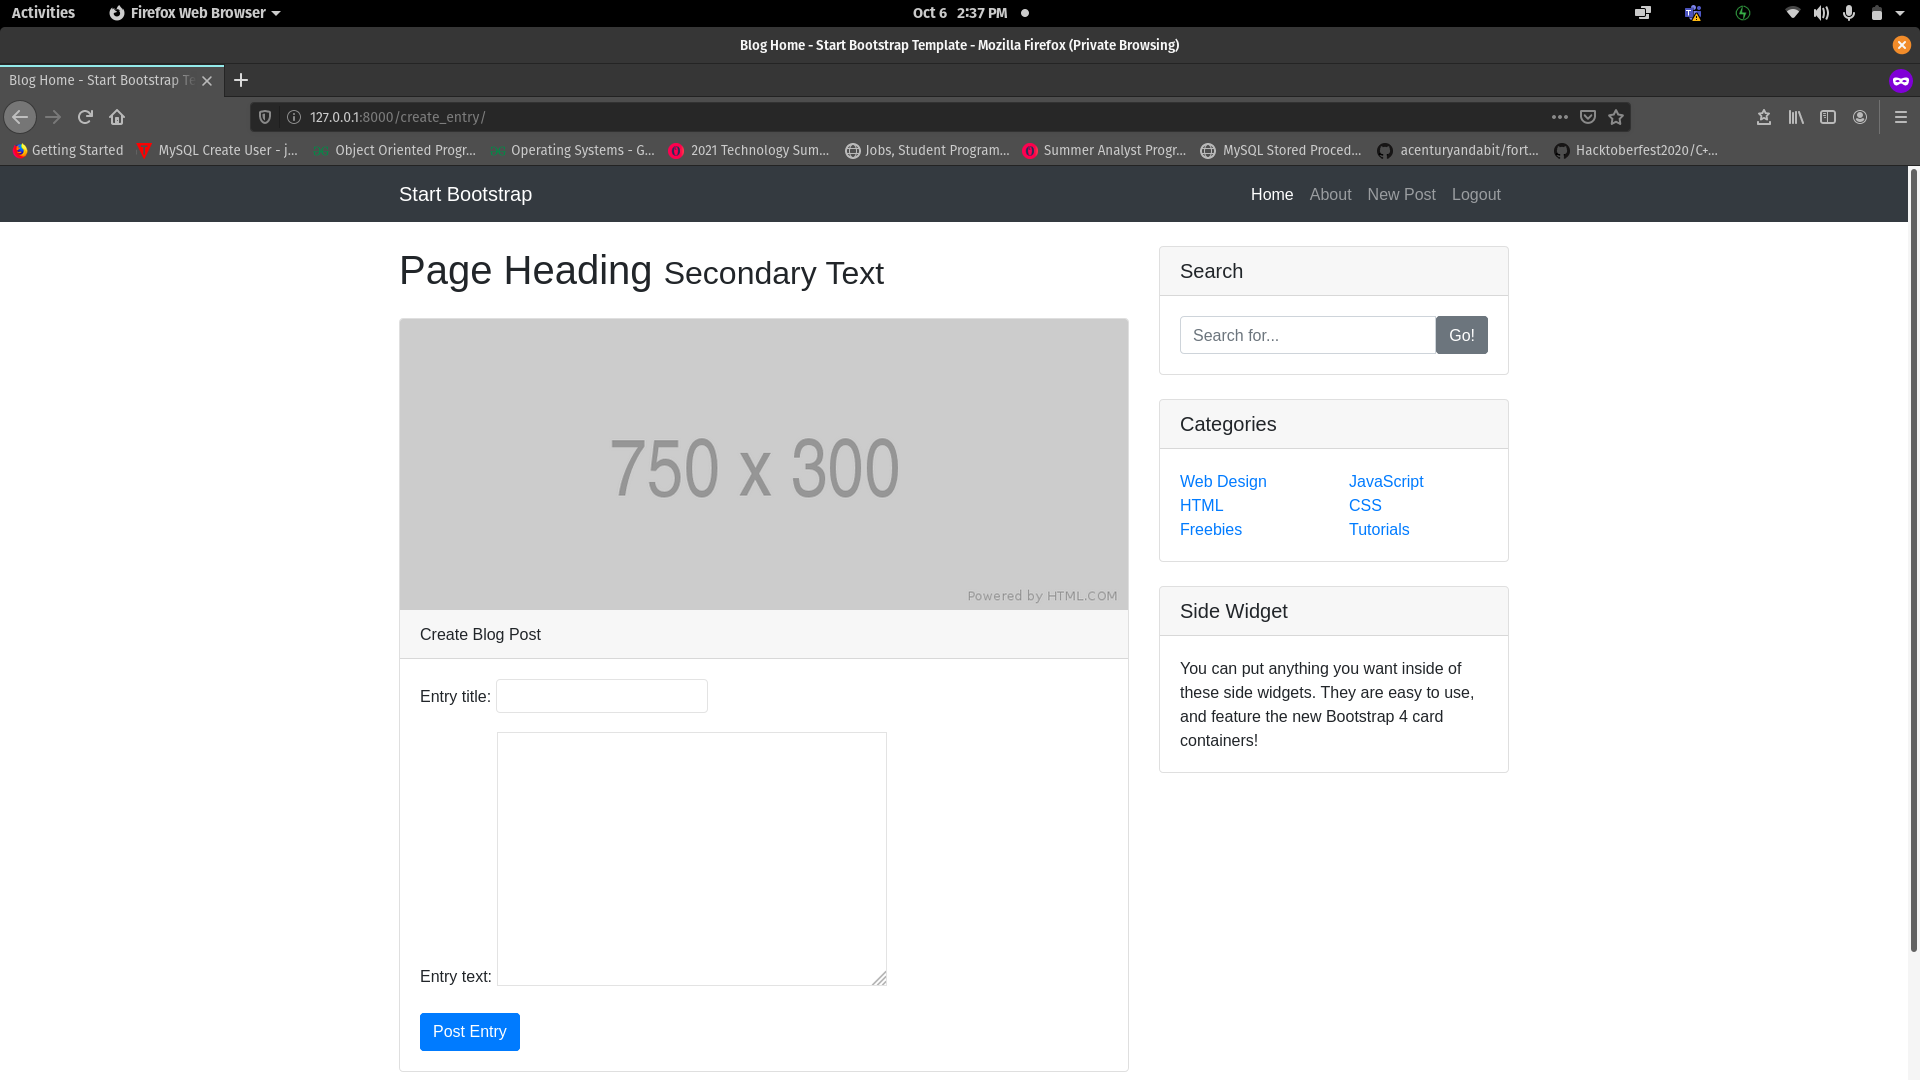 Activities Firefox Web Browser Oct 6 2:37 PM
Blog Home - Start Bootstrap Template - Mozilla Firefox (Private Browsing)
Blog Home - Start Bootstrap Te
127.0.0.1:8000/create_entry/
Getting Started MySQL Create User - j... Object Oriented Progr... Operating Systems - G... 2021 Technology Sum... Jobs, Student Program... Summer Analyst Progr... MySQL Stored Proced... acenturyandabit/fort... Hacktoberfest2020/C+...
Start Bootstrap Home About New Post Logout
Page Heading Secondary Text
750 x 300
Powered by HTML.COM
Create Blog Post
Entry title:
Entry text:
Post Entry
Search
Search for... Go!
Categories
Web Design JavaScript
HTML CSS
Freebies Tutorials
Side Widget
You can put anything you want inside of
these side widgets. They are easy to use,
and feature the new Bootstrap 4 card
containers!